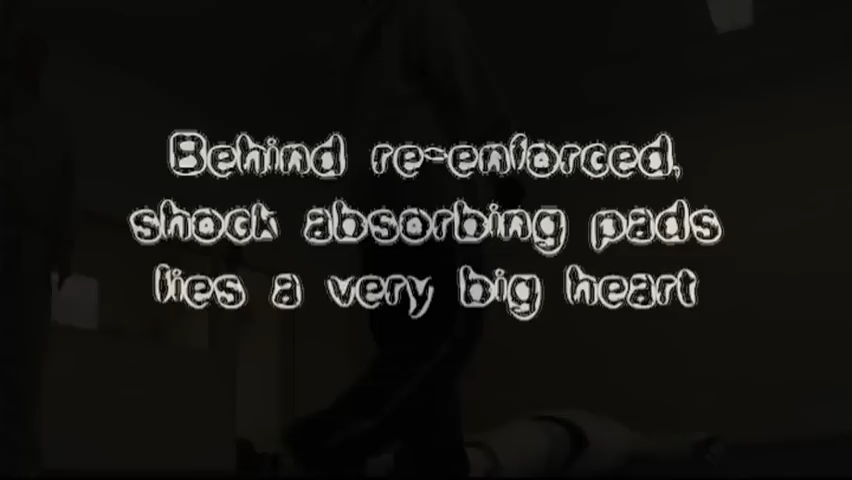 Behind re-enforced,
shock absorbing pads
lies a very big heart